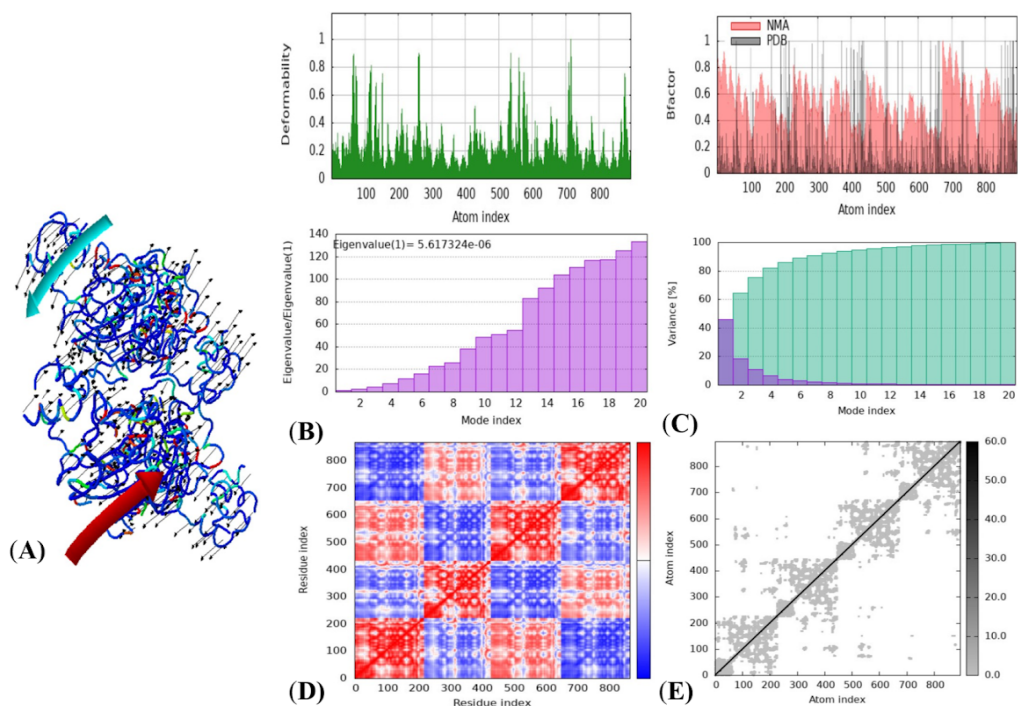 Deformability
1
0.8
0.6
0.4
0.2
0
100 200 300 400 500 600 700 800
Atom index
NMA
PDB
Bfactor
1
0.8
0.6
0.4
0.2
0
100 200 300 400 500 600 700 800
Atom index
(A)
Eigenvalue(1)= 5.617324e-06
Eigenvalue/Eigenvalue(1)
140
120
100
80
60
40
20
0
2 4 6 8 10 12 14 16 18 20
Mode index
(B)
Variance [%]
100
80
60
40
20
0
2 4 6 8 10 12 14 16 18 20
Mode index
(C)
Residue index
800
700
600
500
400
300
200
100
0
0 100 200 300 400 500 600 700 800
Residue index
(D)
Atom index
800
700
600
500
400
300
200
100
0
0 100 200 300 400 500 600 700 800
Atom index
60.0
50.0
40.0
30.0
20.0
10.0
0.0
(E)